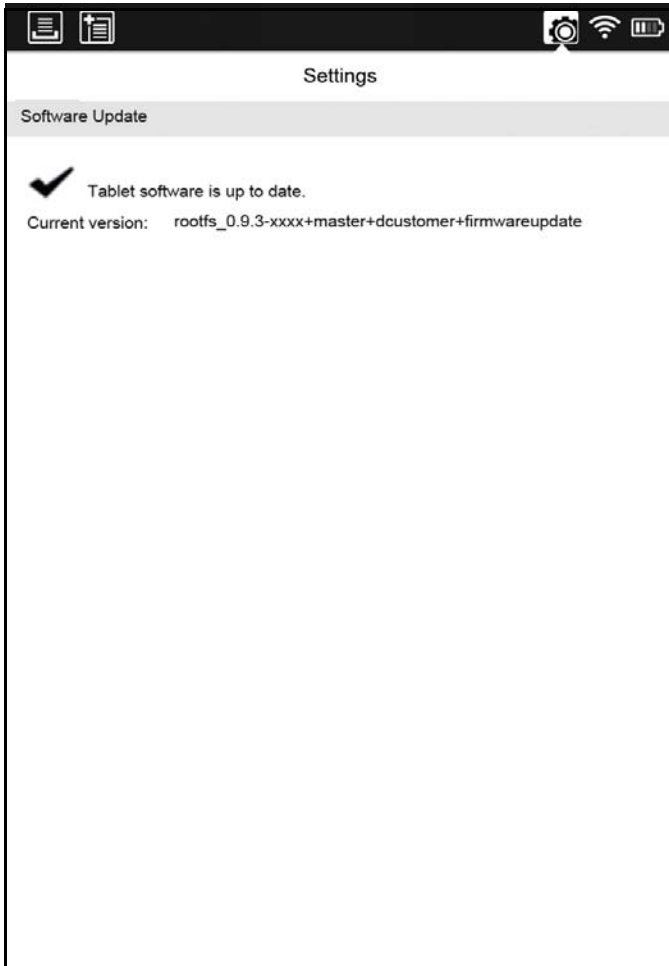 Settings
Software Update
Tablet software is up to date.
Current version: rootfs_0.9.3-xxxx+master+dcustomer+firmwareupdate